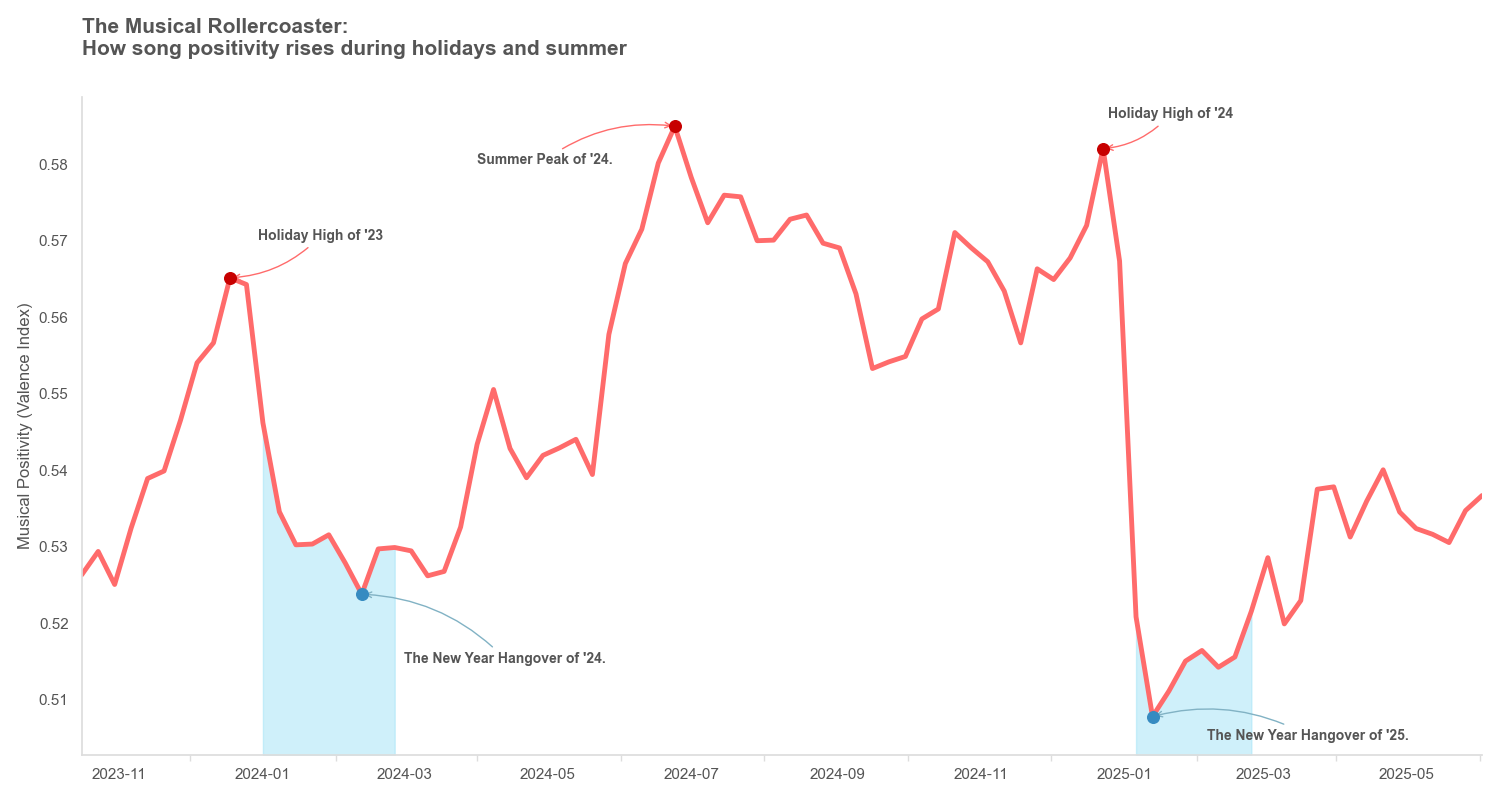 The Musical Rollercoaster:
How song positivity rises during holidays and summer
Holiday High of '24
Summer Peak of '24.
Holiday High of '23
The New Year Hangover of '24.
The New Year Hangover of '25.
Musical Positivity (Valence Index)
0.58
0.57
0.56
0.55
0.54
0.53
0.52
0.51
2023-11 2024-01 2024-03 2024-05 2024-07 2024-09 2024-11 2025-01 2025-03 2025-05